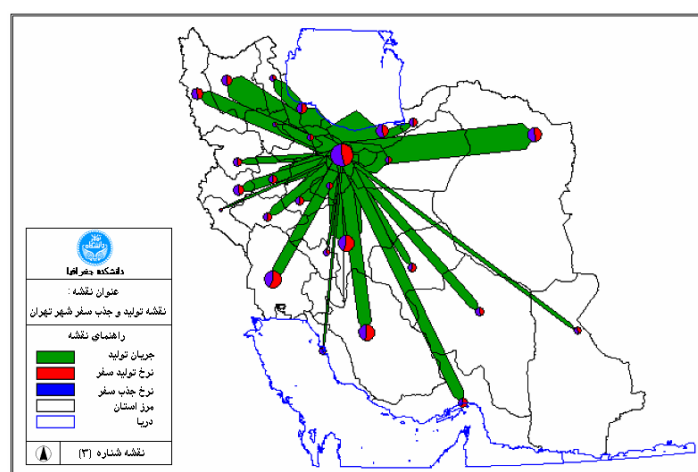 دانشکده جغرافیا
عنوان نقشه :
نقشه تولید و جذب سفر شهر تهران
راهنمای نقشه
جریان تولید
نرخ تولید سفر
نرخ جذب سفر
مرز استان
دریا
نقشه شماره (۳)